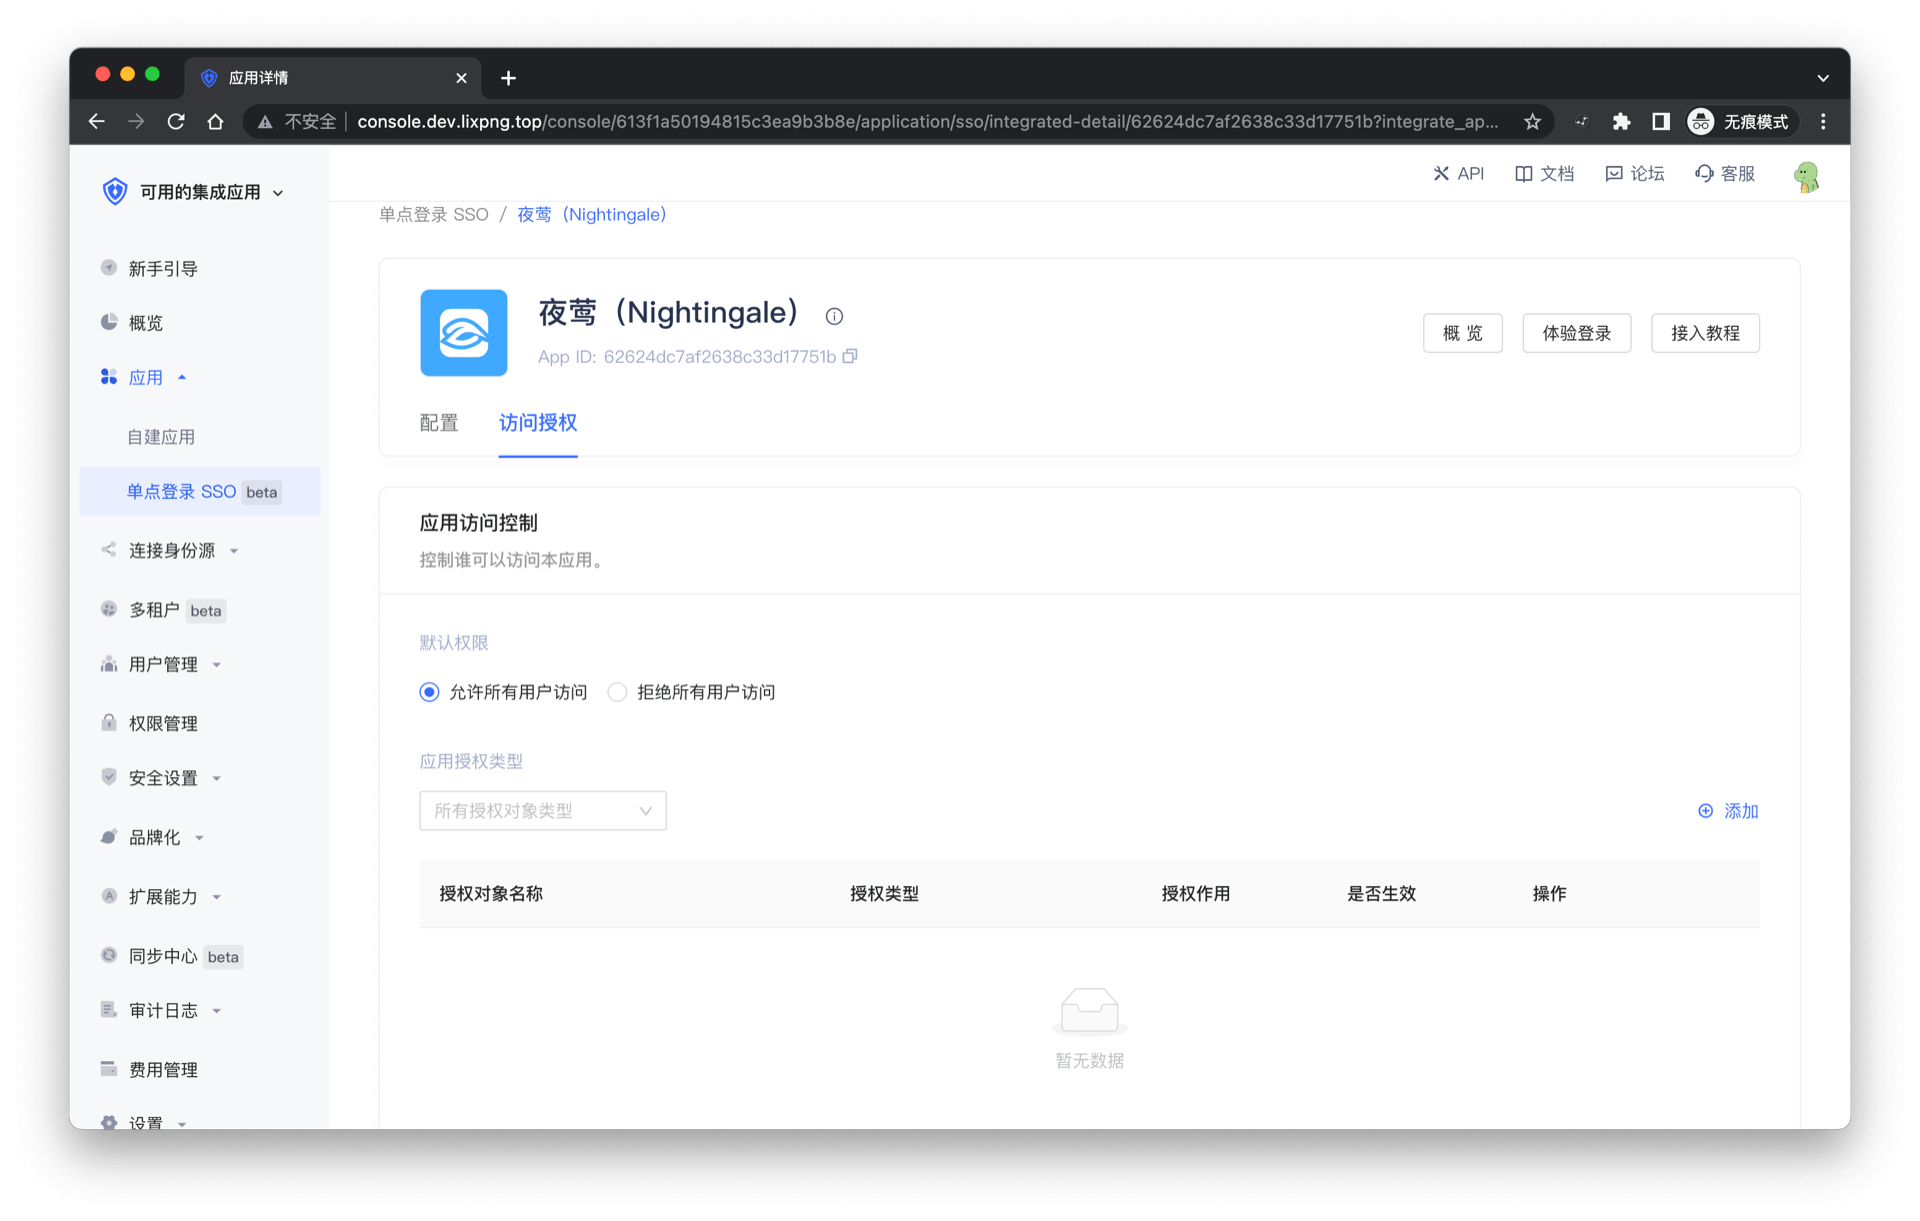 应用详情
不安全
console.dev.lixpng.top/console/613f1a50194815c3ea9b3b8e/application/sso/integrated-detail/62624dc7af2638c33d17751b?integrate_ap...
无痕模式
可用的集成应用
API
文档
论坛
客服
新手引导
概览
应用
自建应用
单点登录 SSO beta
连接身份源
多租户 beta
用户管理
权限管理
安全设置
品牌化
扩展能力
同步中心 beta
审计日志
费用管理
设置
单点登录 SSO / 夜莺（Nightingale）
夜莺（Nightingale）
App ID: 62624dc7af2638c33d17751b
概 览
体验登录
接入教程
配置
访问授权
应用访问控制
控制谁可以访问本应用。
默认权限
允许所有用户访问
拒绝所有用户访问
应用授权类型
所有授权对象类型
添加
授权对象名称
授权类型
授权作用
是否生效
操作
暂无数据